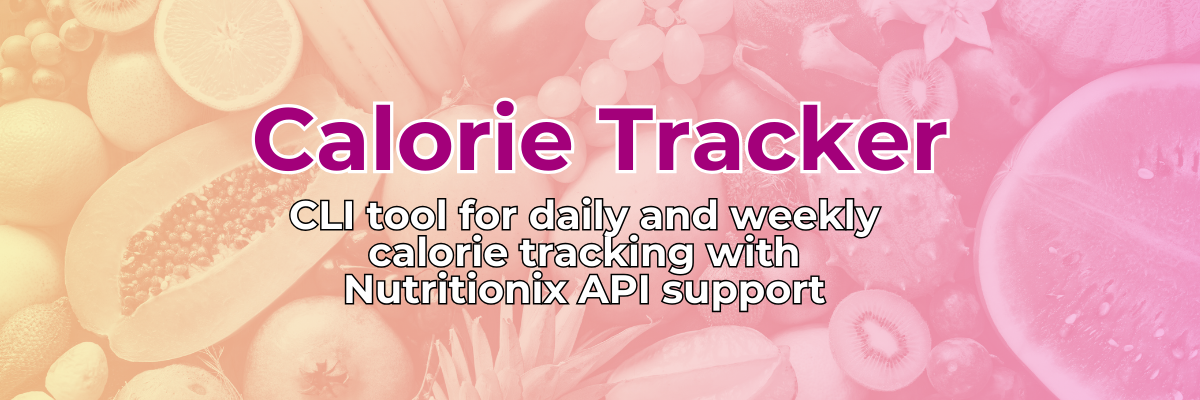 Calorie Tracker
CLI tool for daily and weekly
calorie tracking with
Nutritionix API support